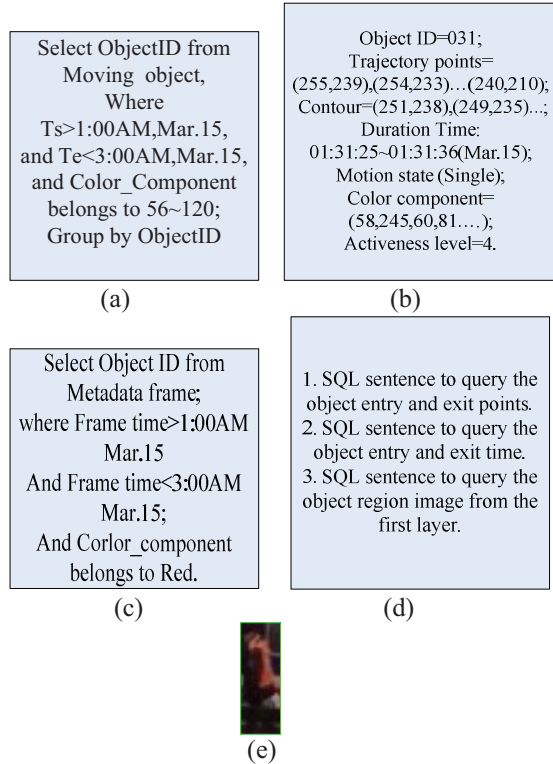 Select ObjectID from
Moving object,
Where
Ts>1:00AM,Mar.15,
and Te<3:00AM,Mar.15,
and Color_Component
belongs to 56~120;
Group by ObjectID
(a)
Object ID=031;
Trajectory points=
(255,239),(254,233)…(240,210);
Contour=(251,238),(249,235)...;
Duration Time:
01:31:25~01:31:36(Mar.15);
Motion state (Single);
Color component=
(58,245,60,81….);
Activeness level=4.
(b)
Select Object ID from
Metadata frame;
where Frame time>1:00AM
Mar.15
And Frame time<3:00AM
Mar.15;
And Corlor_component
belongs to Red.
(c)
1. SQL sentence to query the
object entry and exit points.
2. SQL sentence to query the
object entry and exit time.
3. SQL sentence to query the
object region image from the
first layer.
(d)
(e)